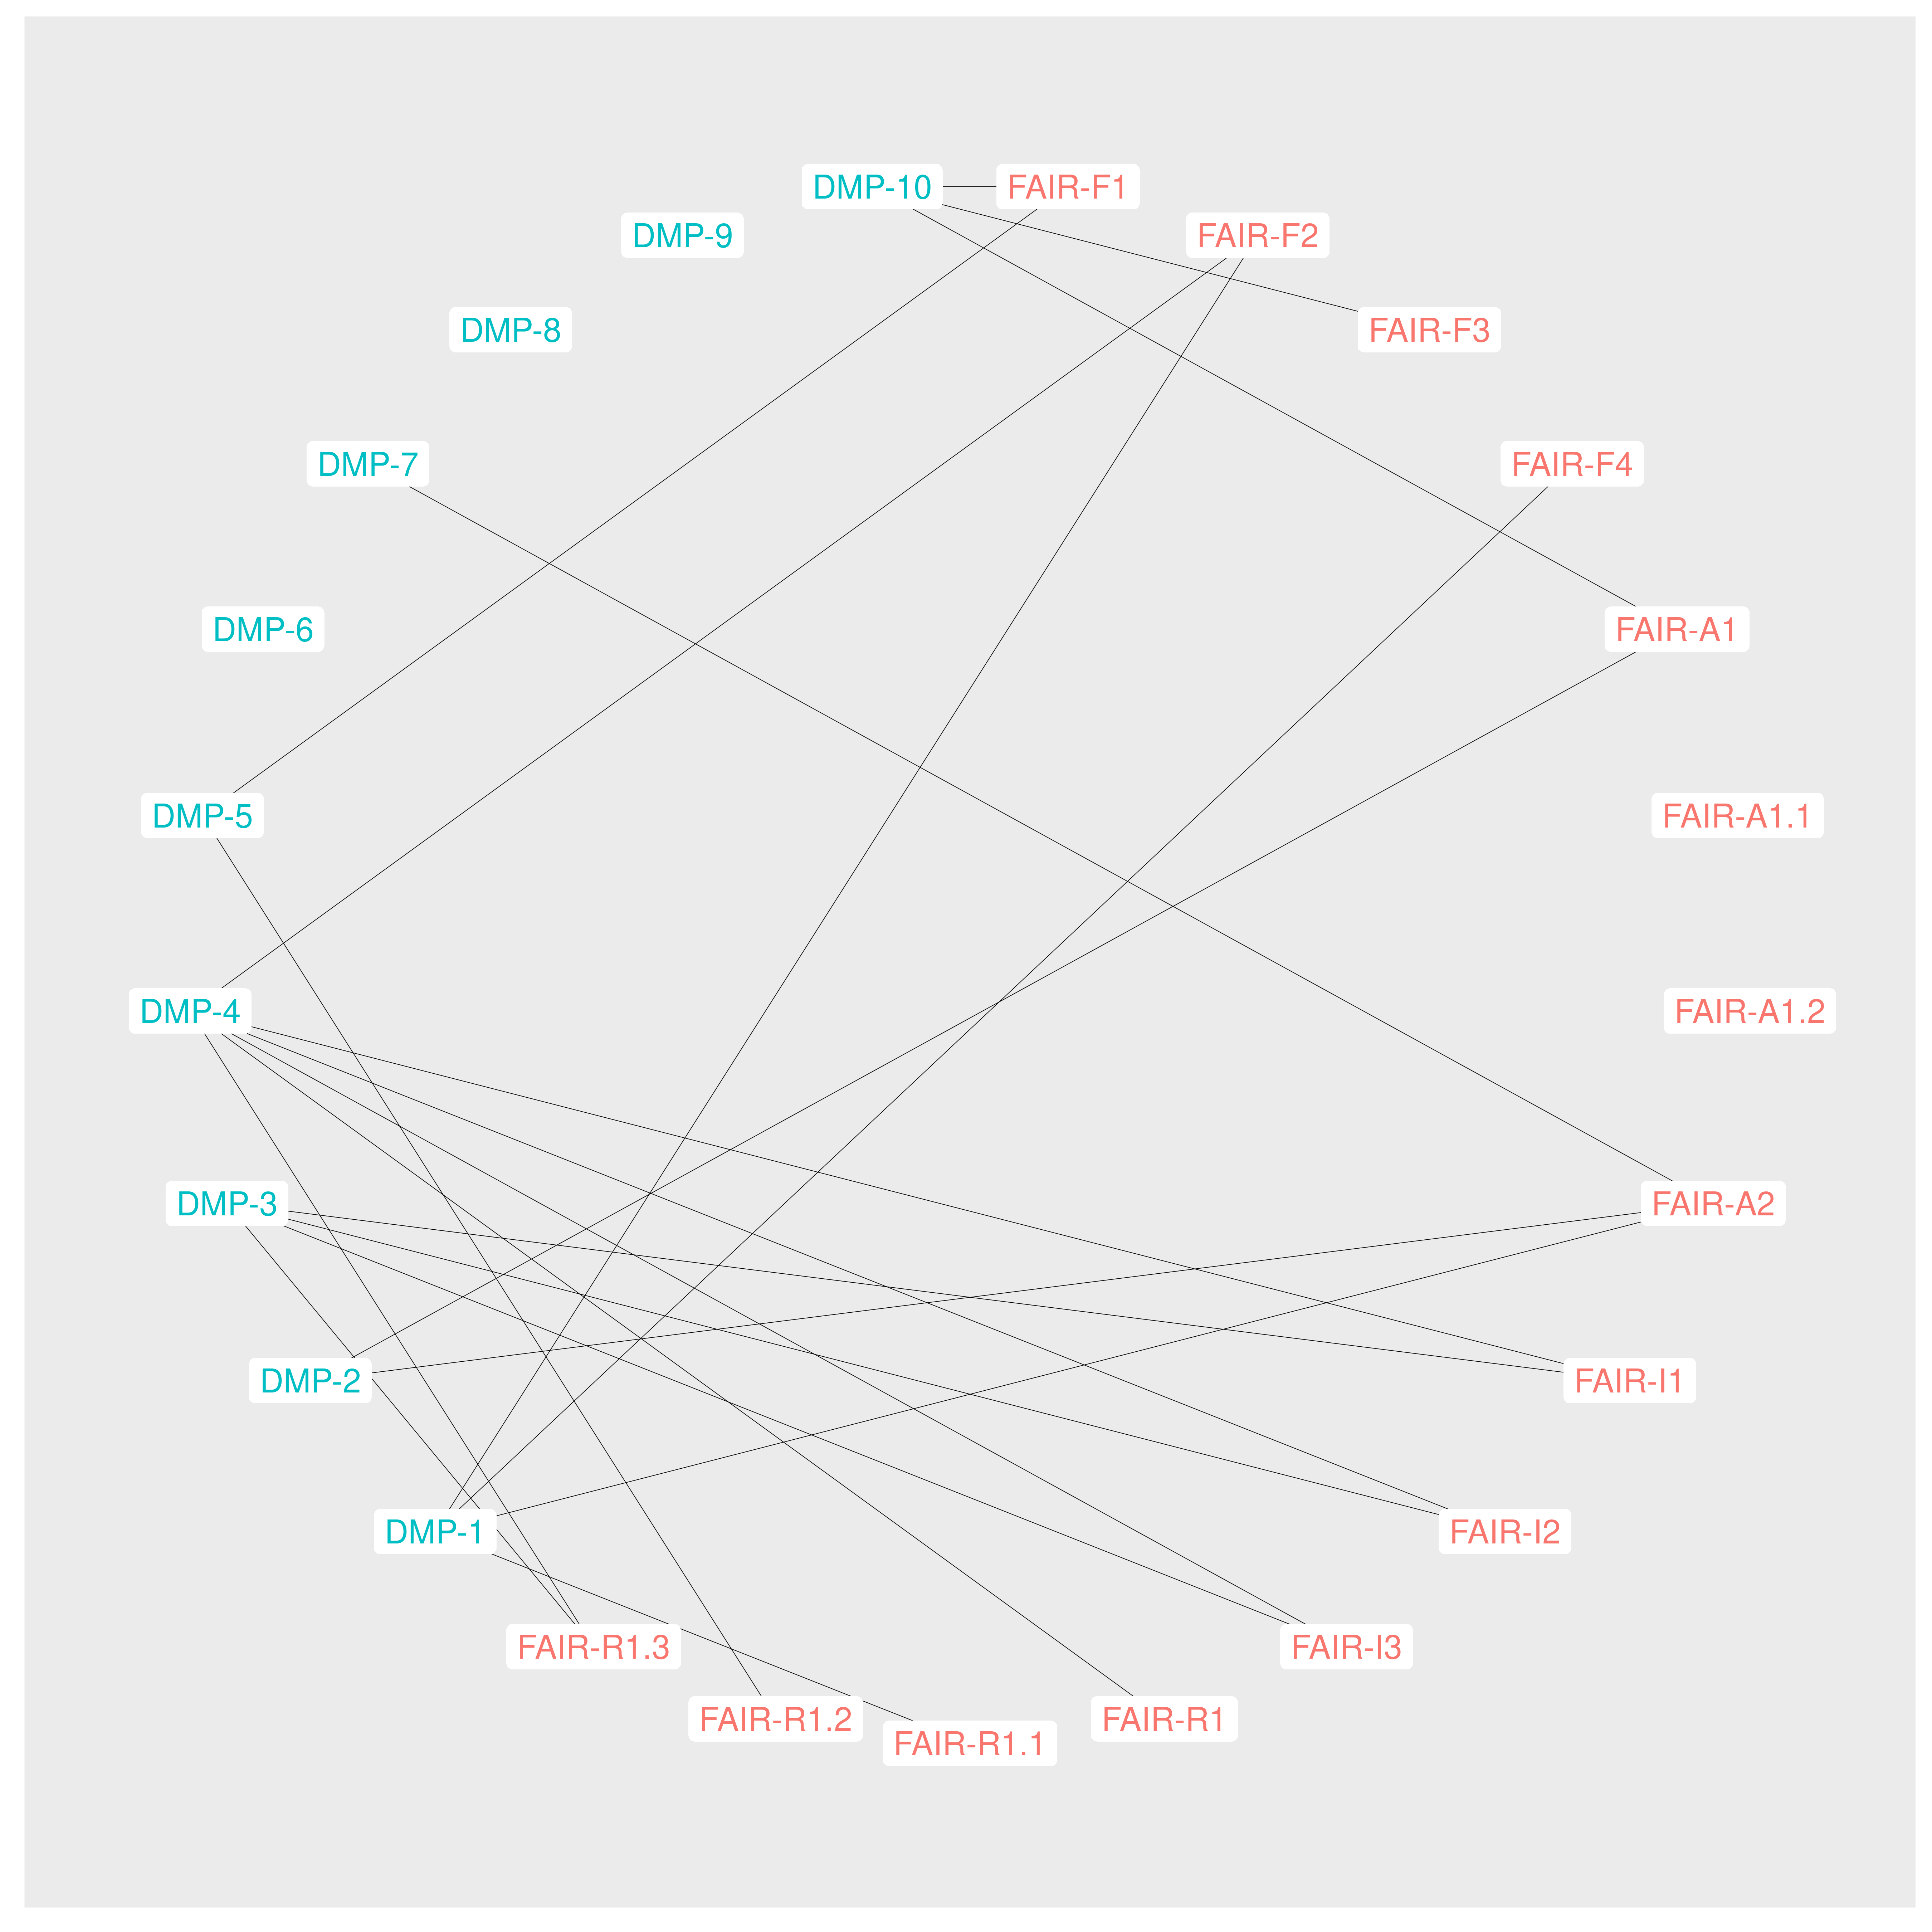 DMP-10 FAIR-F1
DMP-9 FAIR-F2
DMP-8 FAIR-F3
DMP-7 FAIR-F4
DMP-6 FAIR-A1
DMP-5 FAIR-A1.1
DMP-4 FAIR-A1.2
DMP-3 FAIR-A2
DMP-2 FAIR-I1
DMP-1 FAIR-I2
FAIR-R1.3 FAIR-I3
FAIR-R1.2 FAIR-R1
FAIR-R1.1